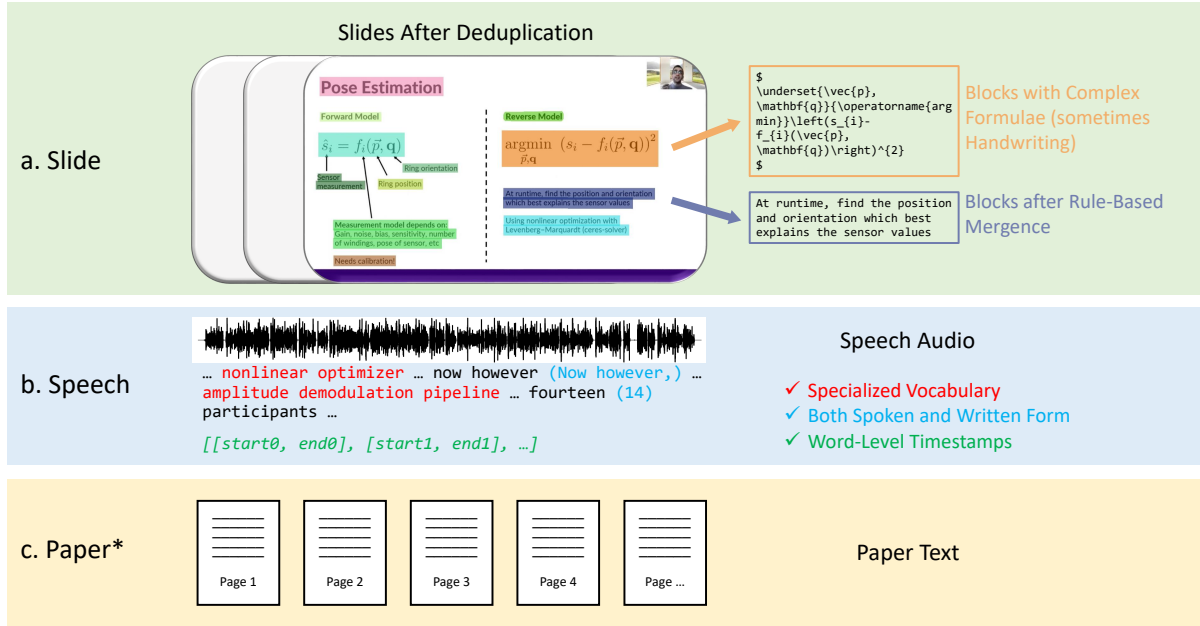 Slides After Deduplication
a. Slide
Pose Estimation
Forward Model
ŝᵢ = fᵢ(p⃗, q)
Ring orientation
Sensor
measurement
Ring position
Measurement model depends on:
Gain, noise, bias, sensitivity, number
of windings, pose of sensor, etc
Needs calibration!
Reverse Model
argmin (sᵢ − fᵢ(p⃗, q))²
p⃗,q
At runtime, find the position and orientation
which best explains the sensor values
Using nonlinear optimization with
Levenberg–Marquardt (ceres-solver)
$
\underset{\vec{p},
\mathbf{q}}{\operatorname{arg
min}}\left(s_{i}-
f_{i}(\vec{p},
\mathbf{q})\right)^{2}
$
Blocks with Complex
Formulae (sometimes
Handwriting)
At runtime, find the position
and orientation which best
explains the sensor values
Blocks after Rule-Based
Mergence
b. Speech
… nonlinear optimizer … now however (Now however,) …
amplitude demodulation pipeline … fourteen (14)
participants …
[[start0, end0], [start1, end1], …]
Speech Audio
✓ Specialized Vocabulary
✓ Both Spoken and Written Form
✓ Word-Level Timestamps
c. Paper*
Page 1
Page 2
Page 3
Page 4
Page …
Paper Text